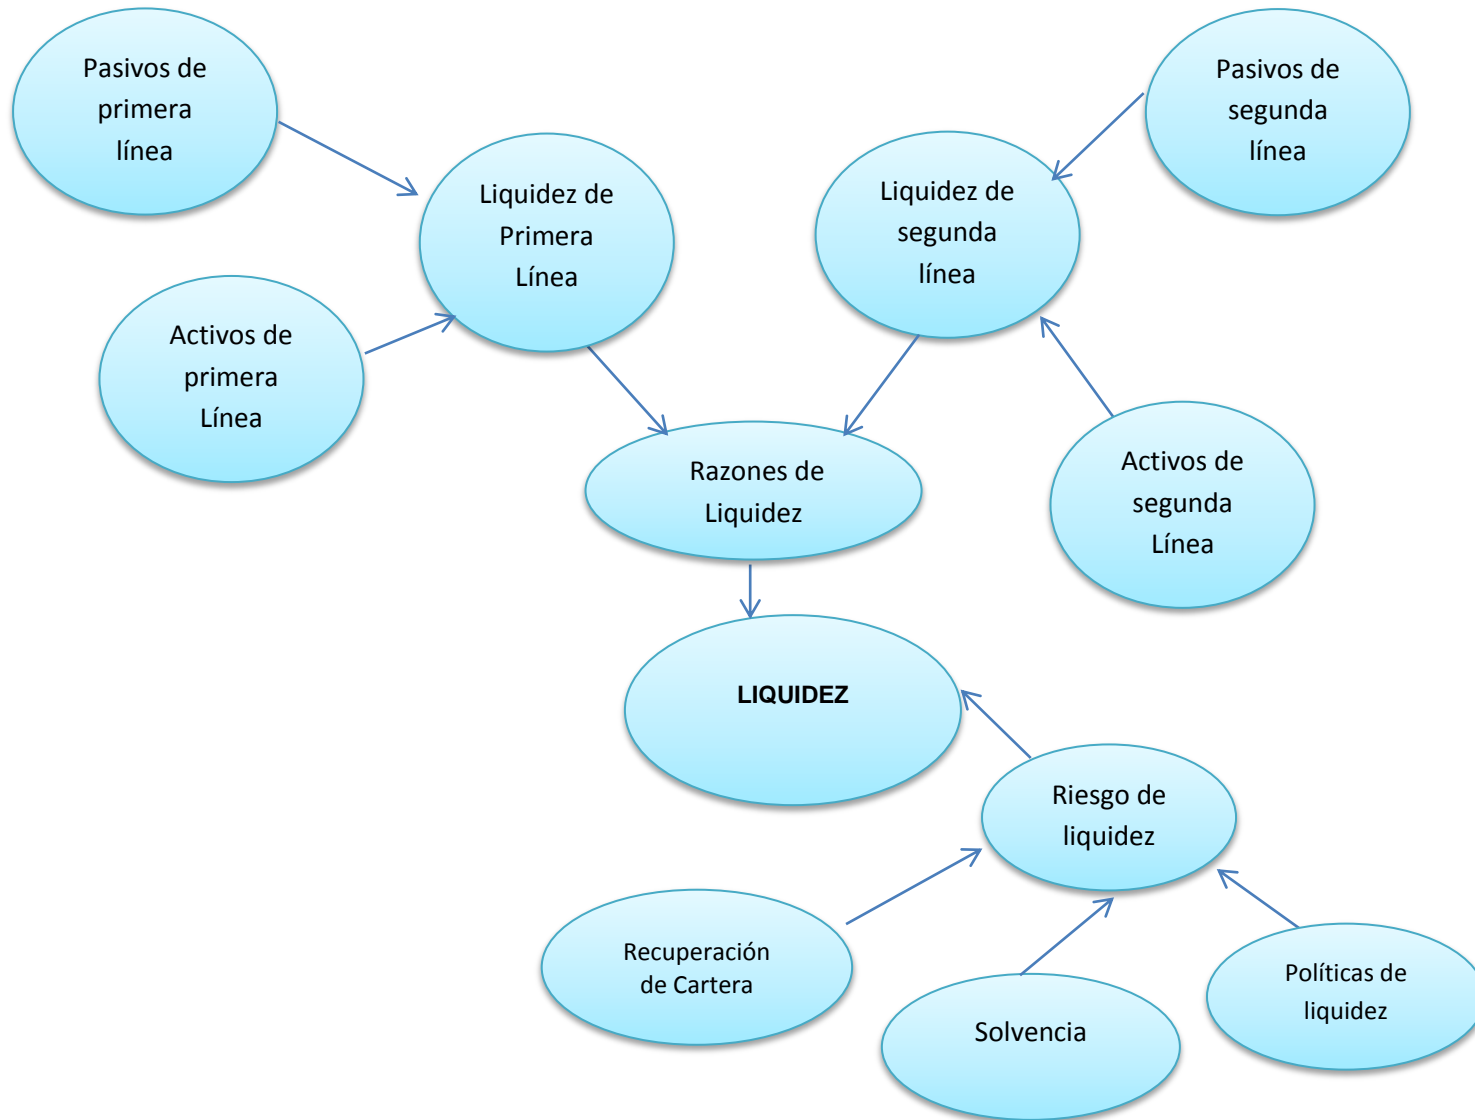 Pasivos de
primera
línea
Pasivos de
segunda
línea
Liquidez de
Primera
Línea
Liquidez de
segunda
línea
Activos de
primera
Línea
Razones de
Liquidez
Activos de
segunda
Línea
LIQUIDEZ
Riesgo de
liquidez
Recuperación
de Cartera
Solvencia
Políticas de
liquidez